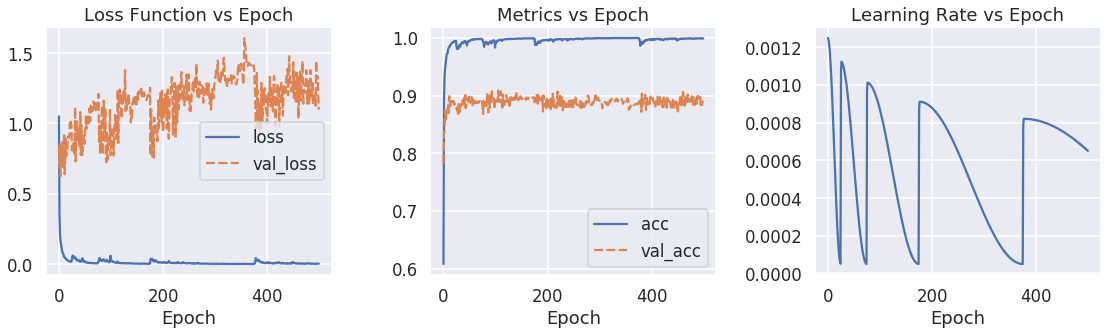 Loss Function vs Epoch
1.5
1.0
0.5
0.0
loss
val_loss
0
200
400
Epoch
Metrics vs Epoch
1.0
0.9
0.8
0.7
0.6
acc
val_acc
0
200
400
Epoch
Learning Rate vs Epoch
0.0012
0.0010
0.0008
0.0006
0.0004
0.0002
0.0000
0
200
400
Epoch